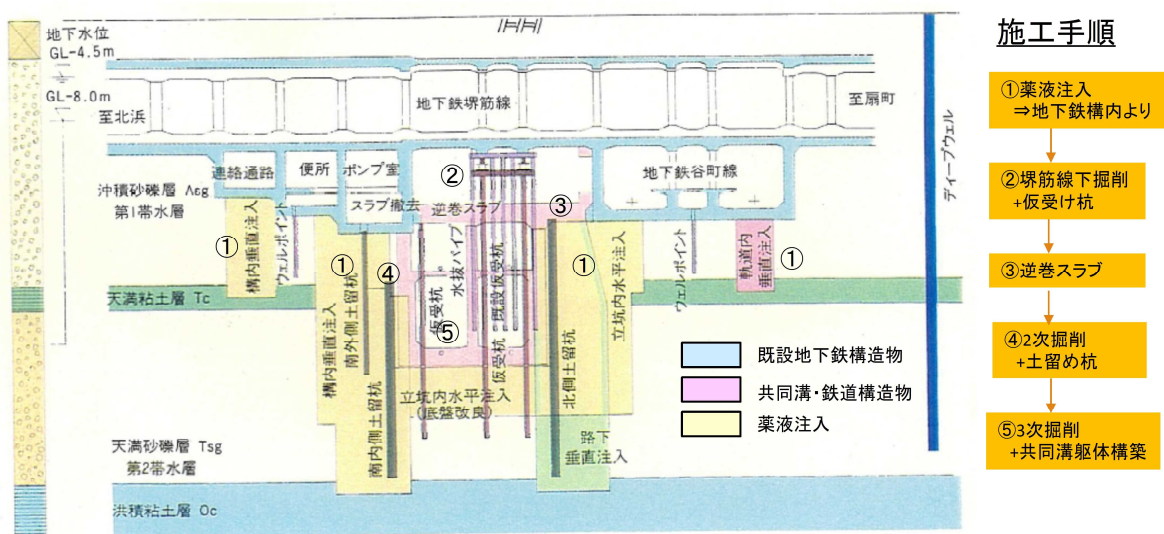 地下水位
GL-4.5m
GL-8.0m
至北浜
地下鉄堺筋線
至扇町
ディープウェル
連絡通路
便所
ポンプ室
②
地下鉄谷町線
沖積砂礫層 Asg
第1帯水層
スラブ撤去
逆巻スラブ
③
①
構内垂直注入
ウェルポイント
①
④
水抜パイプ
仮受杭
既設仮受杭
①
立坑内水平注入
ウェルポイント
軌道内
垂直注入
①
天満粘土層 Tc
⑤
仮受杭
構内垂直注入
南外側土留杭
南内側土留杭
北側土留杭
立坑内水平注入
(底盤改良)
路下
垂直注入
天満砂礫層 Tsg
第2帯水層
洪積粘土層 Oc
既設地下鉄構造物
共同溝・鉄道構造物
薬液注入
施工手順
①薬液注入
⇒地下鉄構内より
②堺筋線下掘削
+仮受け杭
③逆巻スラブ
④2次掘削
+土留め杭
⑤3次掘削
+共同溝躯体構築